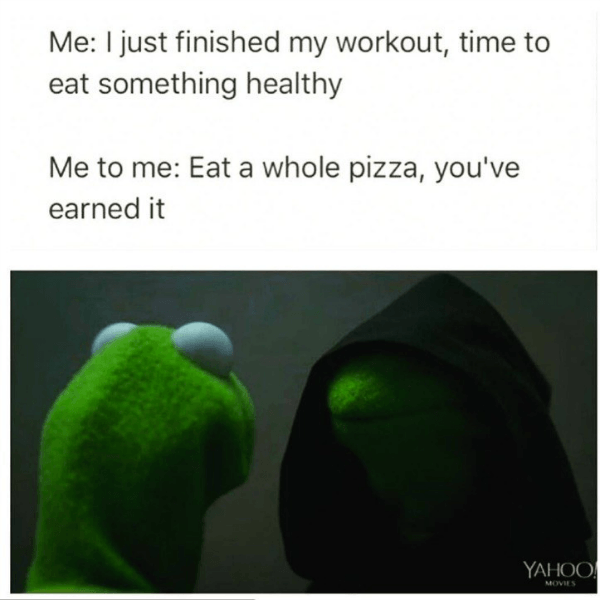 Me: I just finished my workout, time to
eat something healthy
Me to me: Eat a whole pizza, you've
earned it
YAHOO!
MOVIES